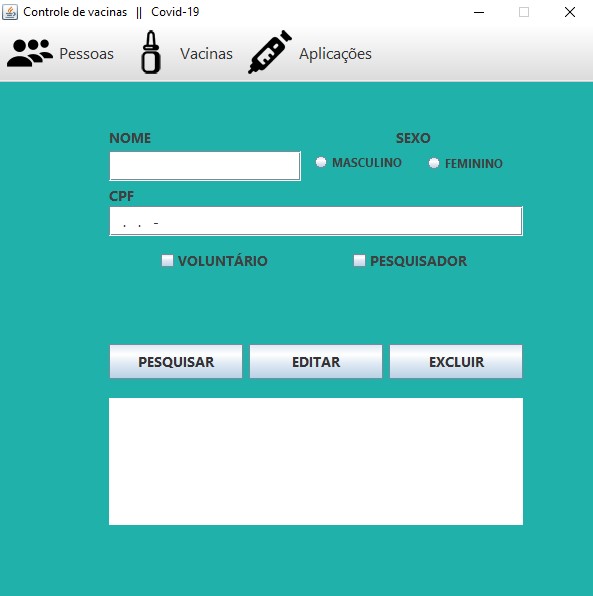 Controle de vacinas || Covid-19
Pessoas Vacinas Aplicações
NOME SEXO
MASCULINO FEMININO
CPF
. . -
VOLUNTÁRIO PESQUISADOR
PESQUISAR EDITAR EXCLUIR